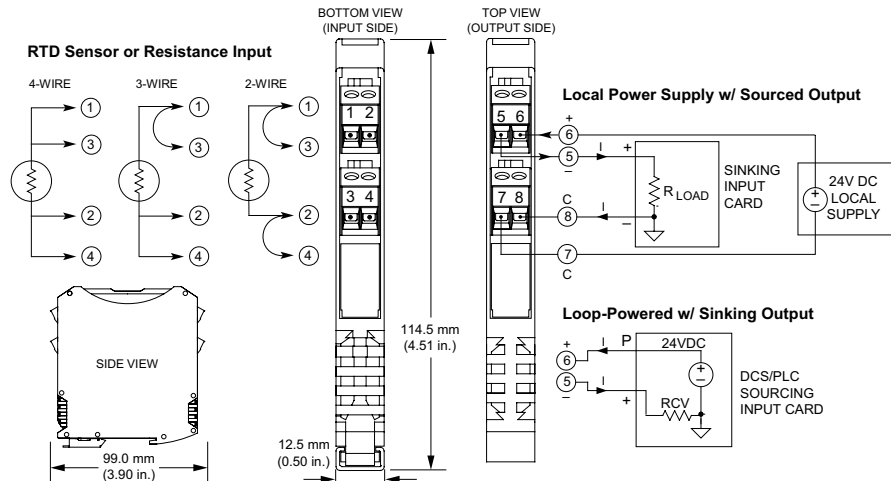 BOTTOM VIEW
(INPUT SIDE)
TOP VIEW
(OUTPUT SIDE)
RTD Sensor or Resistance Input
4-WIRE
3-WIRE
2-WIRE
1
3
2
4
1
3
2
4
1
3
2
4
1 2
3 4
5 6
7 8
SIDE VIEW
99.0 mm
(3.90 in.)
12.5 mm
(0.50 in.)
114.5 mm
(4.51 in.)
Local Power Supply w/ Sourced Output
+
6
5
–
I
+
R LOAD
SINKING
INPUT
CARD
C
8
I
–
7
C
+
–
24V DC
LOCAL
SUPPLY
Loop-Powered w/ Sinking Output
+
6
I
P
24VDC
+
–
5
–
I
+
RCV
DCS/PLC
SOURCING
INPUT CARD